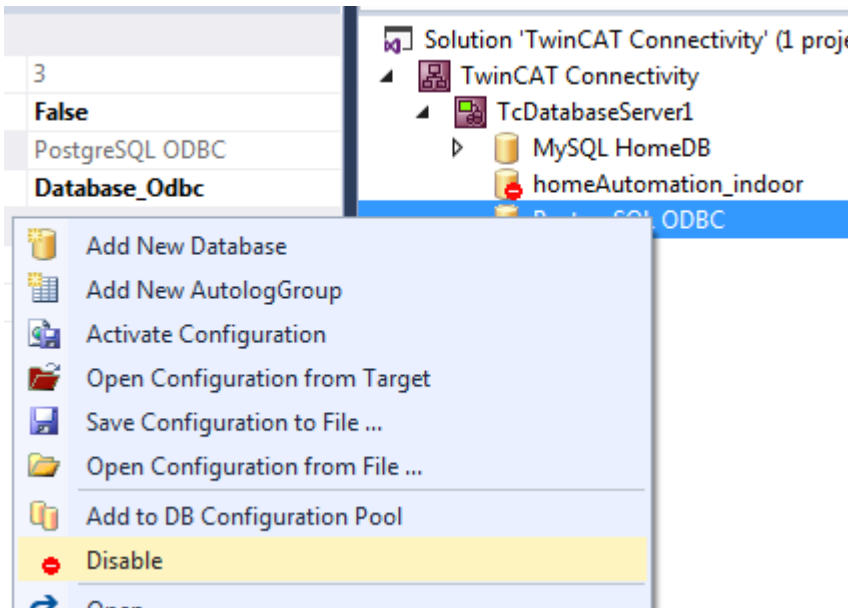 3
False
PostgreSQL ODBC
Database_Odbc
Solution 'TwinCAT Connectivity' (1 proje
TwinCAT Connectivity
TcDatabaseServer1
MySQL HomeDB
homeAutomation_indoor
ODBC
Add New Database
Add New AutologGroup
Activate Configuration
Open Configuration from Target
Save Configuration to File ...
Open Configuration from File ...
Add to DB Configuration Pool
Disable